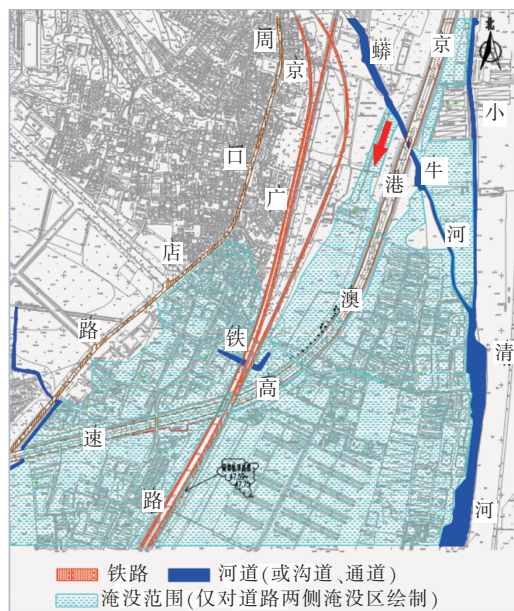 周口店路
京广铁路
蟒牛河
京港澳高速
小清河
北
铁路
河道(或沟道、通道)
淹没范围(仅对道路两侧淹没区绘制)